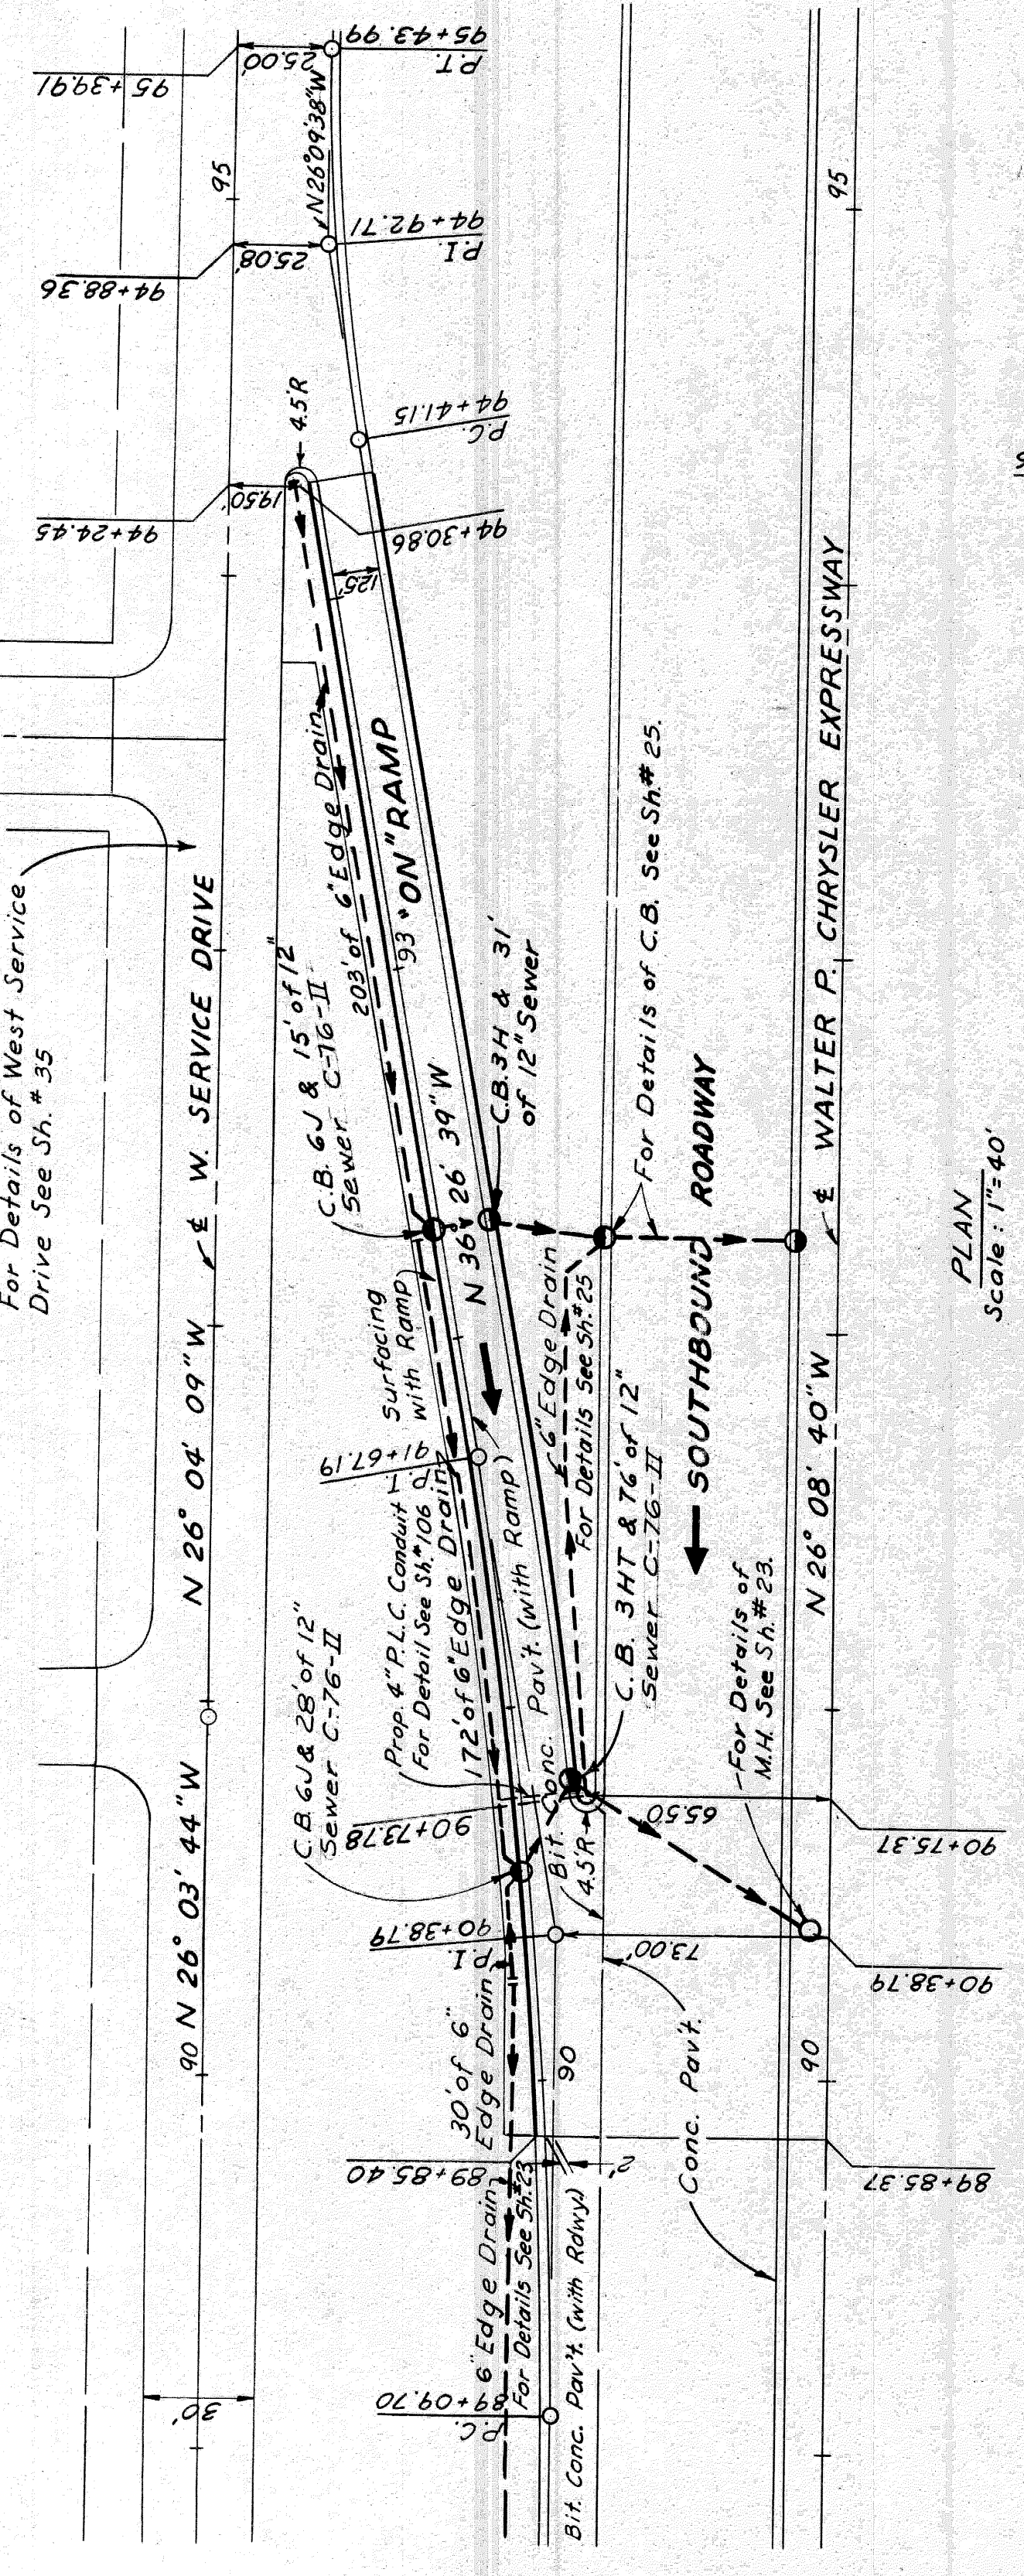 For Details of West Service
Drive See Sh. # 35
95+39.91
25.00'
P.T.
95+43.99
N26°09'38"W
95
94+88.36
25.08'
P.I.
94+92.71
4.5'R
P.C.
94+41.15
94+24.45
19.50'
94+30.86
12.5'
℄ W. SERVICE DRIVE
N 26° 04' 09" W
90 N 26° 03' 44" W
30'
203' of 6" Edge Drain
'93 "ON" RAMP
N 36° 26' 39" W
C.B. 6J & 15' of 12"
Sewer C-76-II
C.B. 3H & 31'
of 12" Sewer
For Details of C.B. See Sh.# 25.
SOUTHBOUND ROADWAY
95
℄ WALTER P. CHRYSLER EXPRESSWAY
N 26° 08' 40" W
Surfacing
with Ramp
P.T.
91+67.19
Prop. 4" P.L.C. Conduit
For Detail See Sh.#106
172' of 6" Edge Drain
6" Edge Drain
For Details See Sh.#25
C.B. 3HT & 76' of 12"
Sewer C-76-II
Bit. Conc. Pav't. (with Ramp)
C.B. 6J & 28' of 12"
Sewer C-76-II
90+73.78
4.5'R
65.50'
90+75.37
For Details of
M.H. See Sh.# 23.
P.I.
90+38.79
73.00'
90+38.79
30' of 6"
Edge Drain
90
90
89+85.40
2'
89+85.37
Conc. Pav't.
6" Edge Drain
For Details See Sh.#23
P.C.
89+09.70
Bit. Conc. Pav't. (with Rdwy.)
PLAN
Scale : 1"=40'